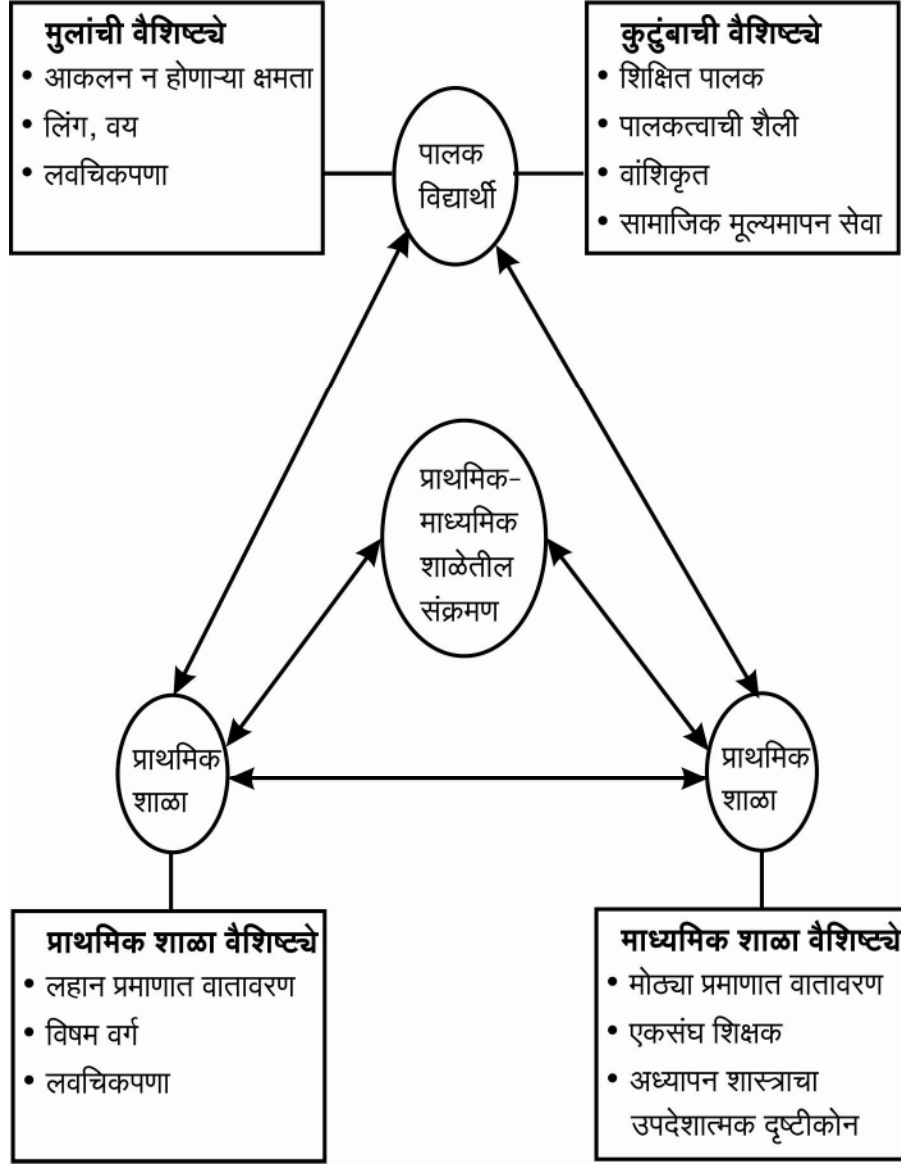 मुलांची वैशिष्ट्ये
• आकलन न होणाऱ्या क्षमता
• लिंग, वय
• लवचिकपणा
कुटुंबाची वैशिष्ट्ये
• शिक्षित पालक
• पालकत्वाची शैली
• वांशिकृत
• सामाजिक मूल्यमापन सेवा
पालक
विद्यार्थी
प्राथमिक-
माध्यमिक
शाळेतील
संक्रमण
प्राथमिक
शाळा
प्राथमिक
शाळा
प्राथमिक शाळा वैशिष्ट्ये
• लहान प्रमाणात वातावरण
• विषम वर्ग
• लवचिकपणा
माध्यमिक शाळा वैशिष्ट्ये
• मोठ्या प्रमाणात वातावरण
• एकसंघ शिक्षक
• अध्यापन शास्त्राचा
उपदेशात्मक दृष्टीकोन